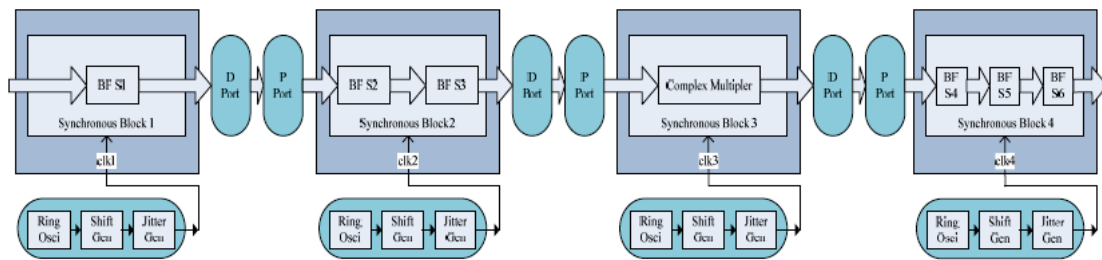 BF S1
Synchronous Block 1
clk1
Ring
Osci
Shift
Gen
Jitter
Gen
D
Port
P
Port
BF S2
BF S3
Synchronous Block2
clk2
Ring
Osci
Shift
Gen
Jitter
Gen
D
Port
P
Port
Complex Multipler
Synchronous Block 3
clk3
Ring
Osci
Shift
Gen
Jitter
Gen
D
Port
P
Port
BF
S4
BF
S5
BF
S6
Synchronous Block 4
clk4
Ring
Osci
Shift
Gen
Jitter
Gen